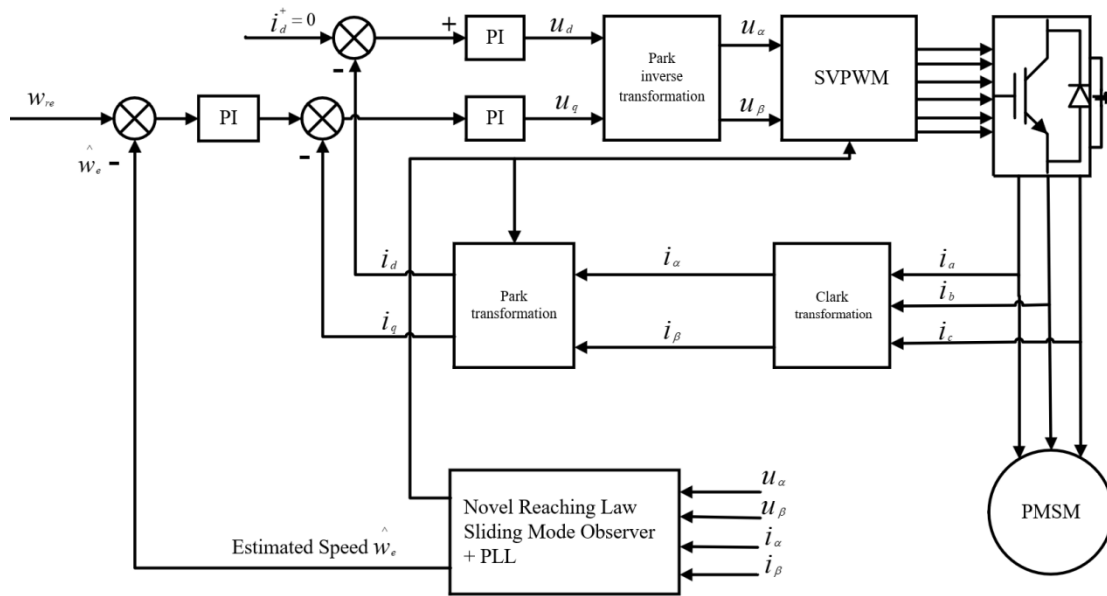 i_d^+ = 0
+
PI
u_d
Park
inverse
transformation
u_α
SVPWM
-
w_re
PI
PI
u_q
u_β
ŵ_e -
-
i_d
Park
transformation
i_α
Clark
transformation
i_a
i_b
i_q
i_β
i_c
Novel Reaching Law
Sliding Mode Observer
+ PLL
u_α
u_β
i_α
i_β
Estimated Speed ŵ_e
PMSM